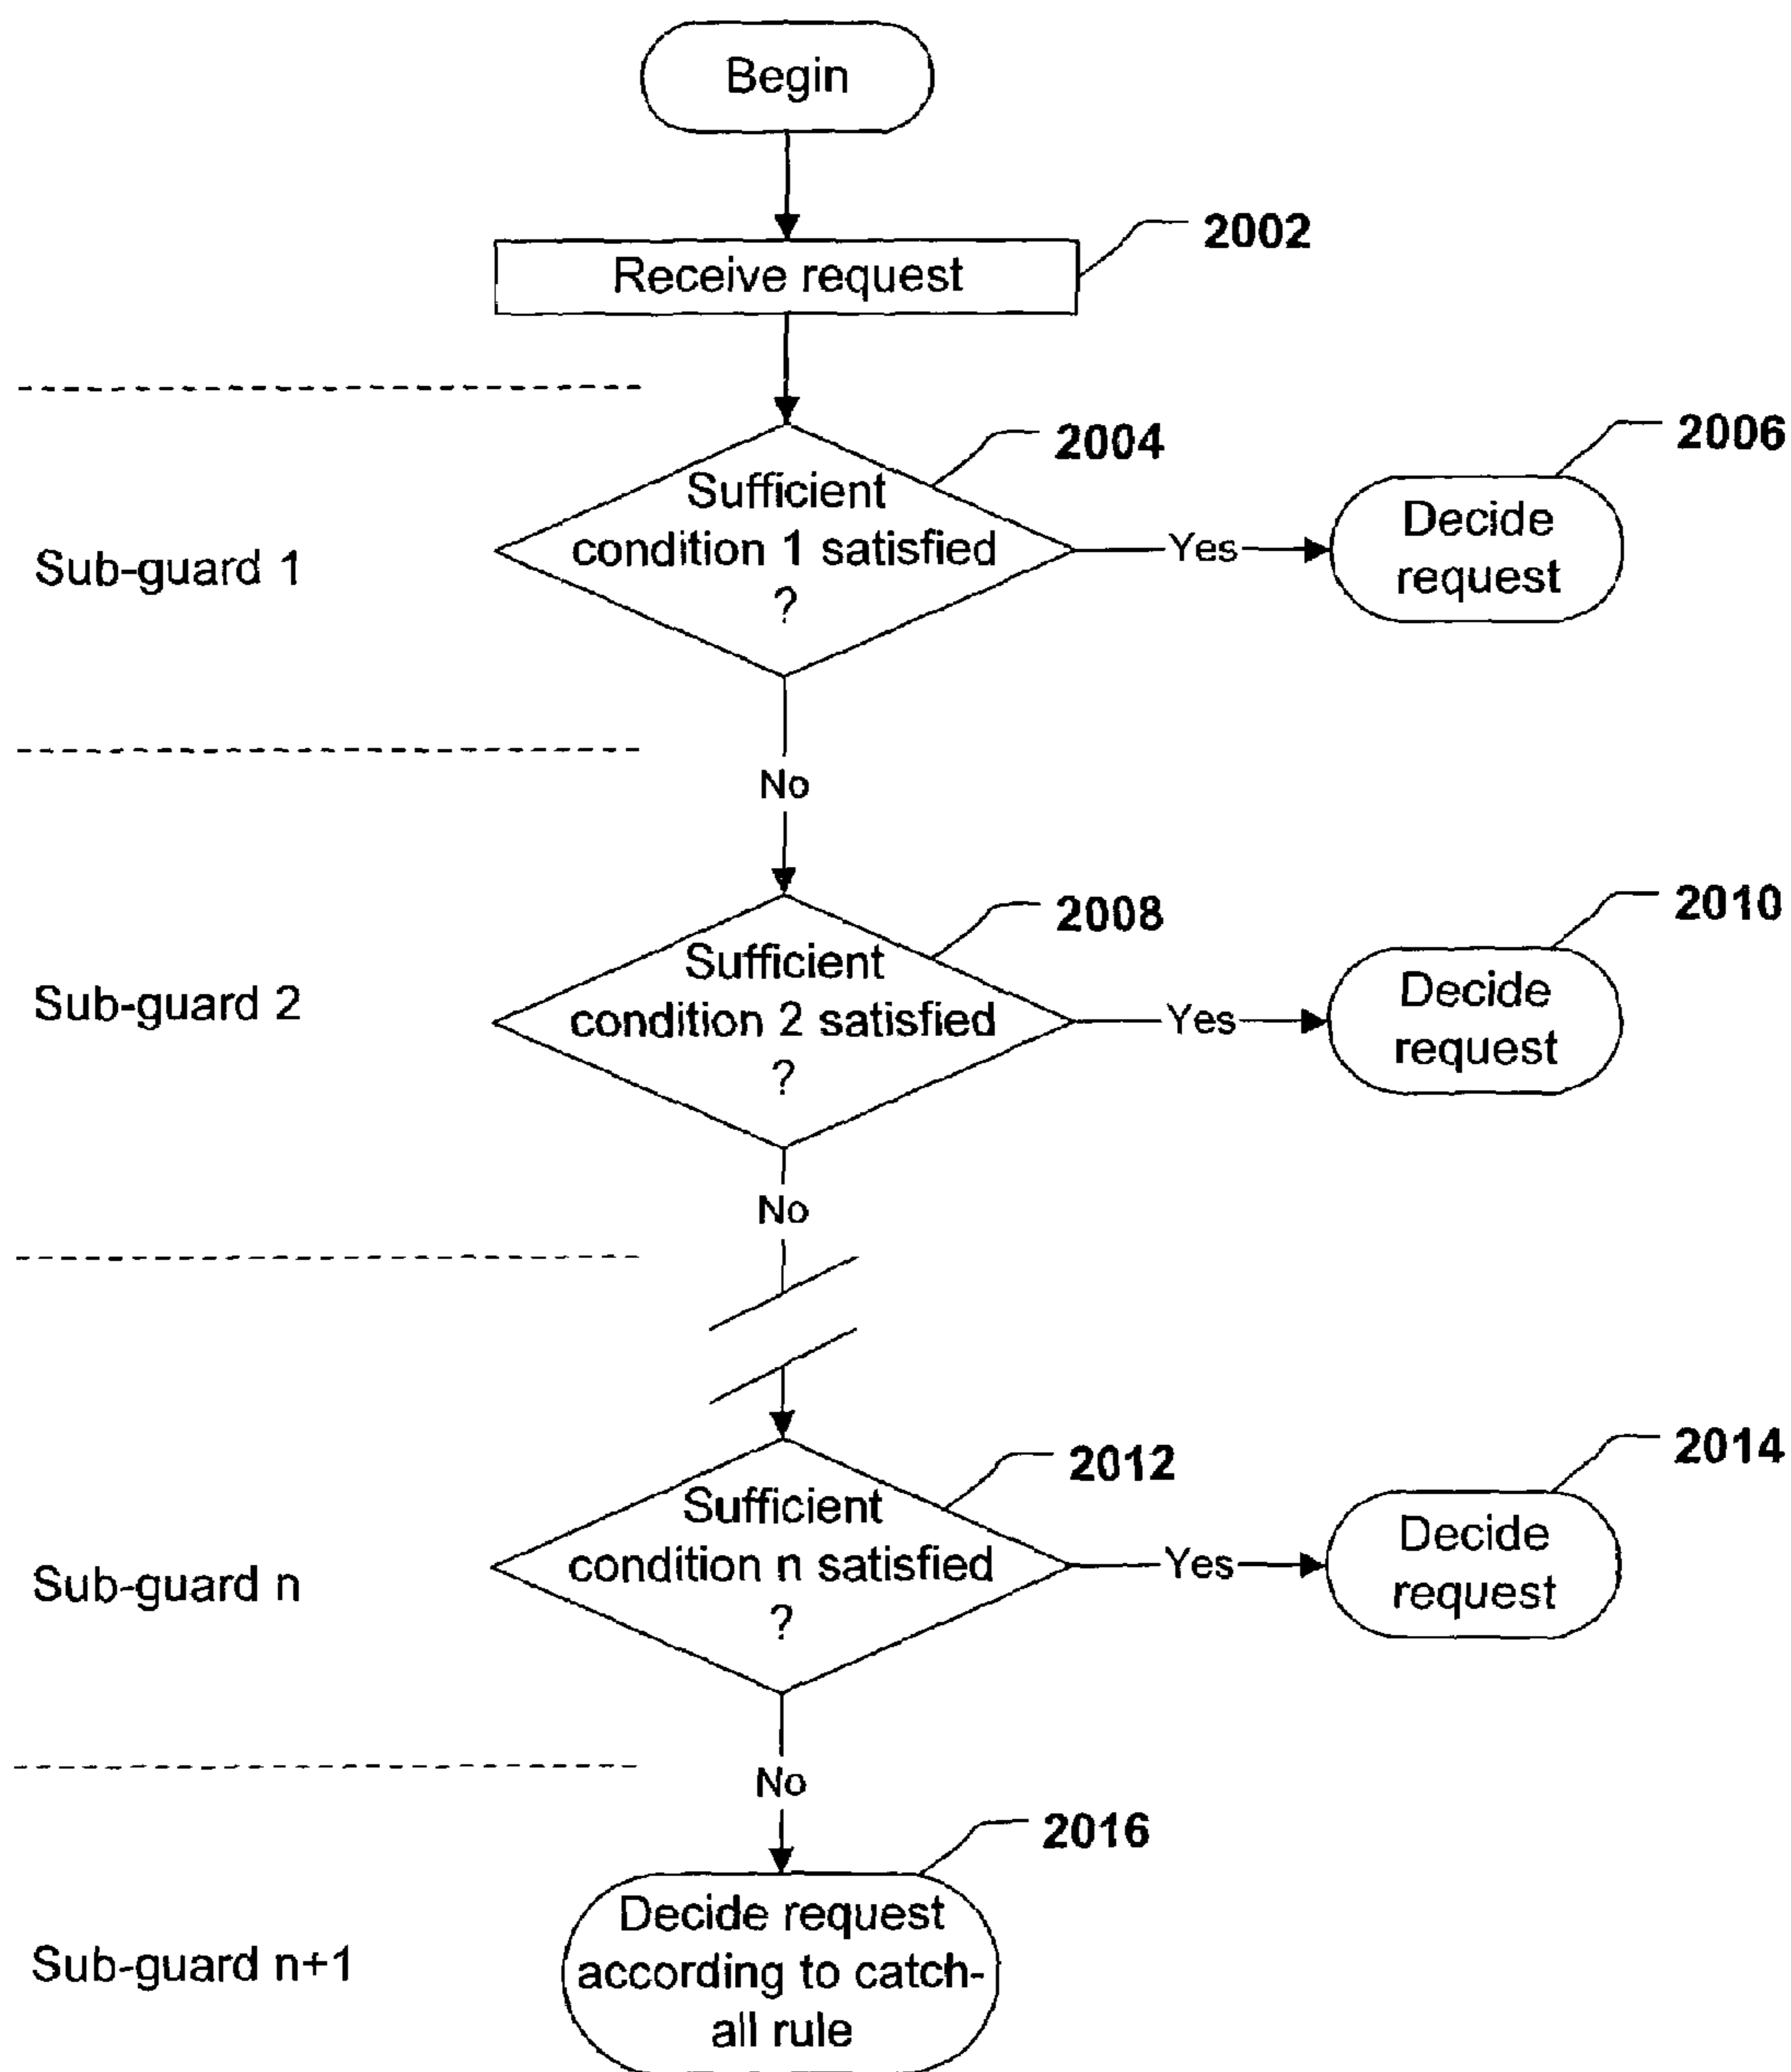 Begin
2002
Receive request
2004
2006
Sufficient
condition 1 satisfied
?
Yes
Decide
request
Sub-guard 1
No
2008
2010
Sufficient
condition 2 satisfied
?
Yes
Decide
request
Sub-guard 2
No
2012
2014
Sufficient
condition n satisfied
?
Yes
Decide
request
Sub-guard n
No
2016
Decide request
according to catch-
all rule
Sub-guard n+1